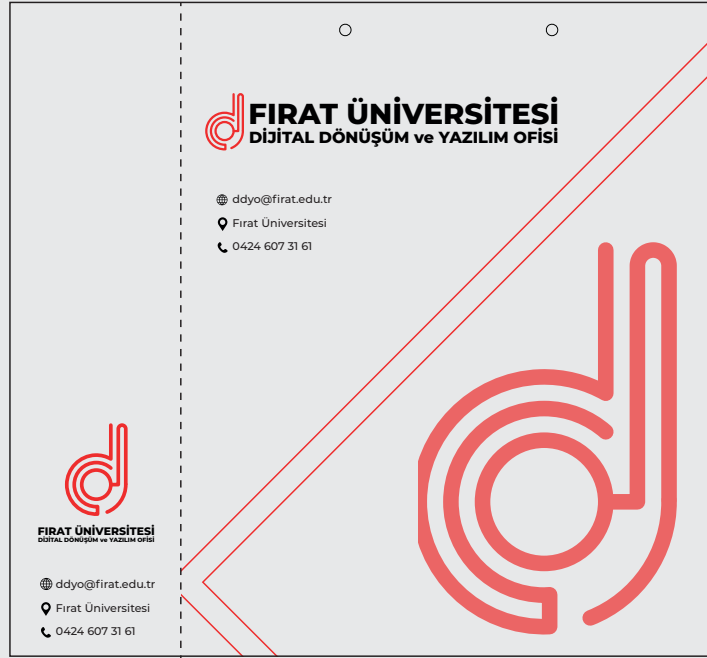 FIRAT ÜNİVERSİTESİ
DİJİTAL DÖNÜŞÜM ve YAZILIM OFİSİ
ddyo@firat.edu.tr
Fırat Üniversitesi
0424 607 31 61
FIRAT ÜNİVERSİTESİ
DİJİTAL DÖNÜŞÜM ve YAZILIM OFİSİ
ddyo@firat.edu.tr
Fırat Üniversitesi
0424 607 31 61